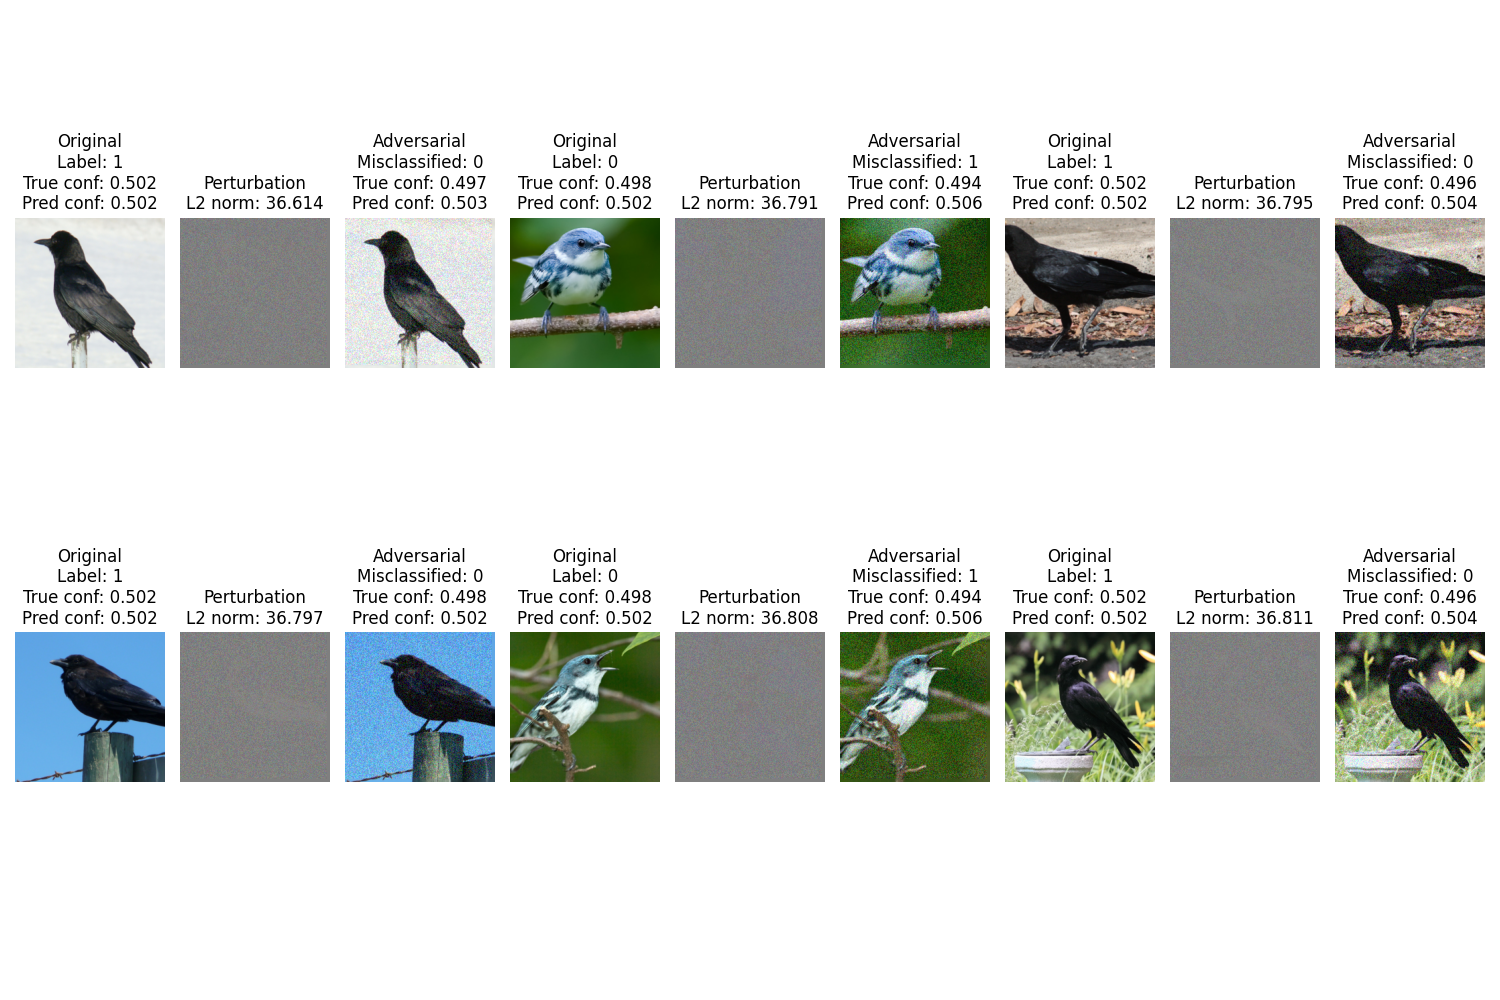 Original
Label: 1
True conf: 0.502
Pred conf: 0.502
Perturbation
L2 norm: 36.614
Adversarial
Misclassified: 0
True conf: 0.497
Pred conf: 0.503
Original
Label: 0
True conf: 0.498
Pred conf: 0.502
Perturbation
L2 norm: 36.791
Adversarial
Misclassified: 1
True conf: 0.494
Pred conf: 0.506
Original
Label: 1
True conf: 0.502
Pred conf: 0.502
Perturbation
L2 norm: 36.795
Adversarial
Misclassified: 0
True conf: 0.496
Pred conf: 0.504
Original
Label: 1
True conf: 0.502
Pred conf: 0.502
Perturbation
L2 norm: 36.797
Adversarial
Misclassified: 0
True conf: 0.498
Pred conf: 0.502
Original
Label: 0
True conf: 0.498
Pred conf: 0.502
Perturbation
L2 norm: 36.808
Adversarial
Misclassified: 1
True conf: 0.494
Pred conf: 0.506
Original
Label: 1
True conf: 0.502
Pred conf: 0.502
Perturbation
L2 norm: 36.811
Adversarial
Misclassified: 0
True conf: 0.496
Pred conf: 0.504